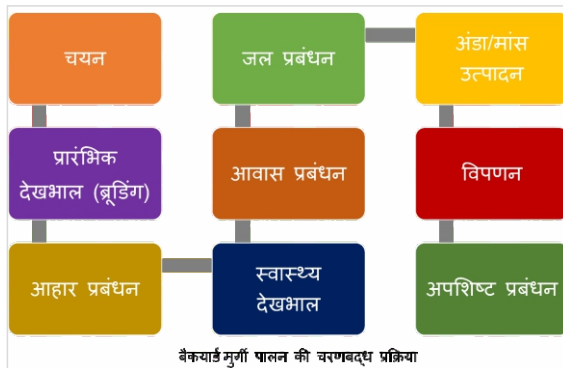 चयन
प्रारंभिक
देखभाल (ब्रूडिंग)
आहार प्रबंधन
स्वास्थ्य
देखभाल
आवास प्रबंधन
जल प्रबंधन
अंडा/मांस
उत्पादन
विपणन
अपशिष्ट प्रबंधन
बैकयार्ड मुर्गी पालन की चरणबद्ध प्रक्रिया